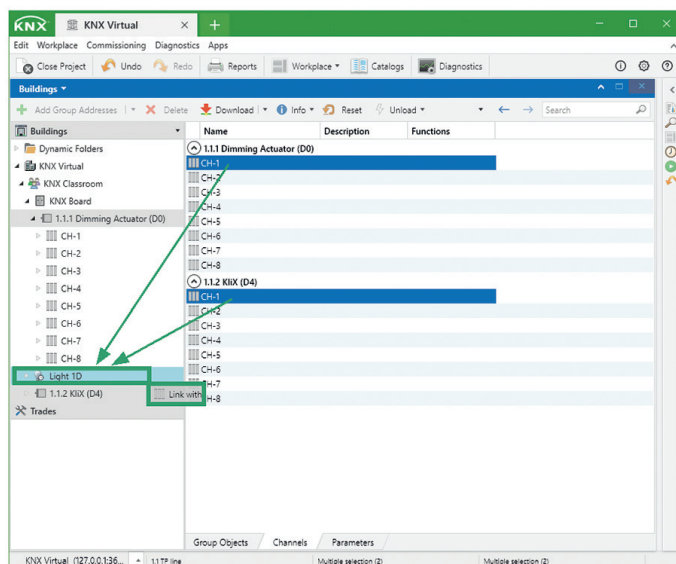 KNX KNX Virtual × +
Edit Workplace Commissioning Diagnostics Apps
Close Project Undo Redo Reports Workplace Catalogs Diagnostics
Buildings
Add Group Addresses Delete Download Info Reset Unload Search
Buildings
Name Description Functions
Dynamic Folders
KNX Virtual
KNX Classroom
KNX Board
1.1.1 Dimming Actuator (D0)
CH-1
CH-2
CH-3
CH-4
CH-5
CH-6
CH-7
CH-8
Light 1D
1.1.2 KliX (D4)
Link with
Trades
1.1.1 Dimming Actuator (D0)
CH-1
CH-2
CH-3
CH-4
CH-5
CH-6
CH-7
CH-8
1.1.2 KliX (D4)
CH-1
CH-2
CH-3
CH-4
CH-5
CH-6
CH-7
CH-8
Group Objects Channels Parameters
KNX Virtual (127.0.0.1:36... 1.1 TP line Multiple selection (2) Multiple selection (2)